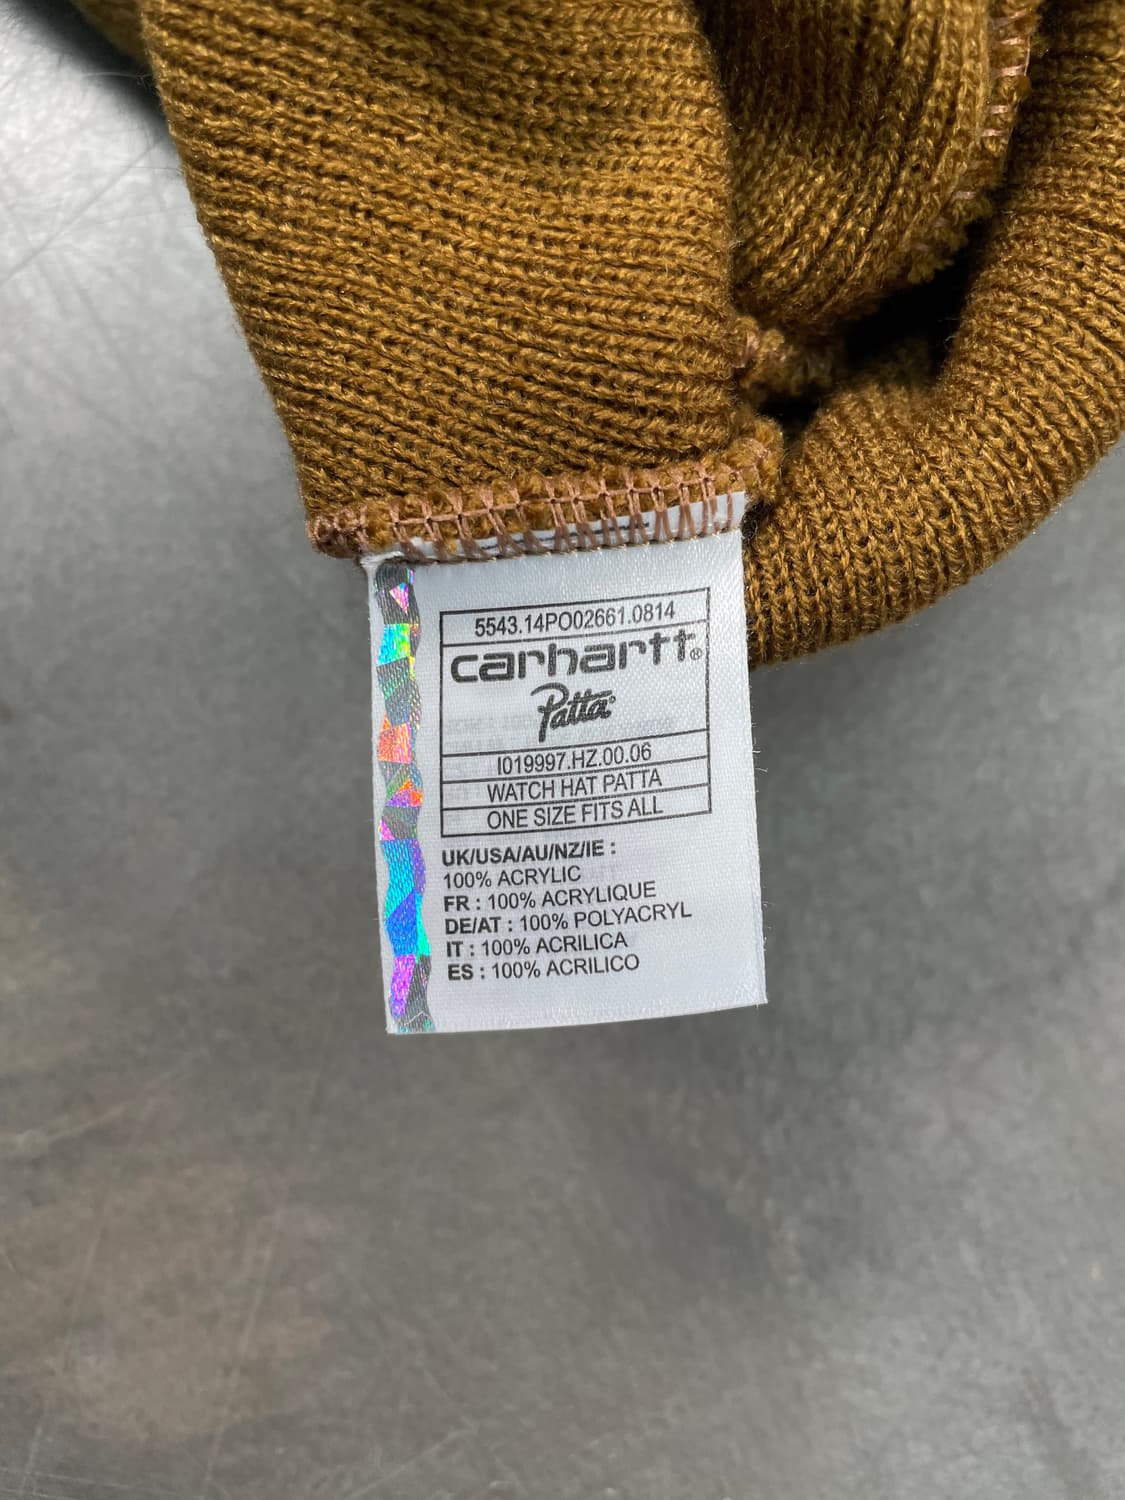 5543.14PO02661.0814
carhartt®
Patta®
I019997.HZ.00.06
WATCH HAT PATTA
ONE SIZE FITS ALL
UK/USA/AU/NZ/IE :
100% ACRYLIC
FR : 100% ACRYLIQUE
DE/AT : 100% POLYACRYL
IT : 100% ACRILICA
ES : 100% ACRILICO